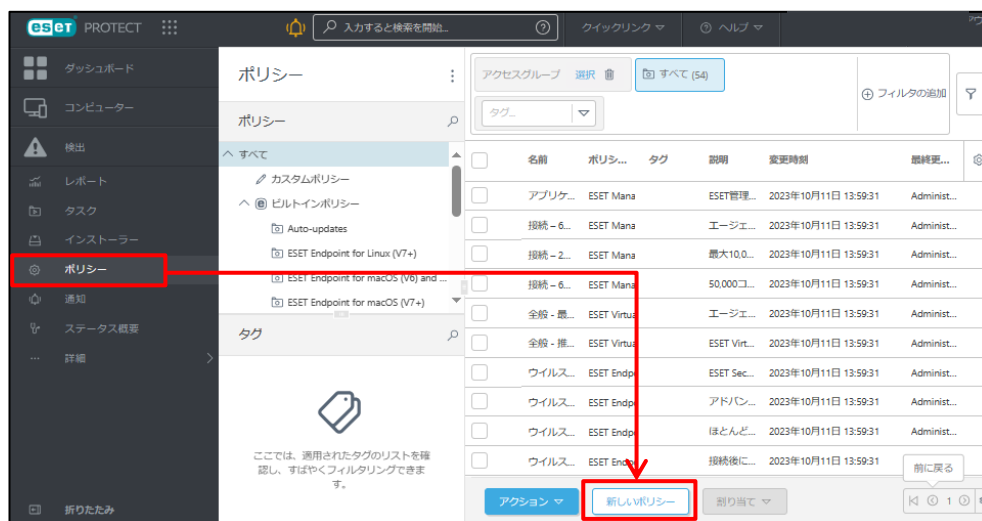 eset PROTECT
入力すると検索を開始...
クイックリンク
ヘルプ
ダッシュボード
コンピューター
検出
レポート
タスク
インストーラー
ポリシー
通知
ステータス概要
詳細
折りたたみ
ポリシー
ポリシー
すべて
カスタムポリシー
ビルトインポリシー
Auto-updates
ESET Endpoint for Linux (V7+)
ESET Endpoint for macOS (V6) and ...
ESET Endpoint for macOS (V7+)
タグ
ここでは、適用されたタグのリストを確
認し、すばやくフィルタリングできま
す。
アクセスグループ 選択 すべて (54)
フィルタの追加
タグ...
名前 ポリシ... タグ 説明 変更時刻 最終更...
アプリケ... ESET Mana ESET管理... 2023年10月11日 13:59:31 Administ...
接続 – 6... ESET Mana エージェ... 2023年10月11日 13:59:31 Administ...
接続 – 2... ESET Mana 最大10,0... 2023年10月11日 13:59:31 Administ...
接続 – 6... ESET Mana 50,000コ... 2023年10月11日 13:59:31 Administ...
全般 - 最... ESET Virtua エージェ... 2023年10月11日 13:59:31 Administ...
全般 - 推... ESET Virtua ESET Virt... 2023年10月11日 13:59:31 Administ...
ウイルス... ESET Endpo ESET Sec... 2023年10月11日 13:59:31 Administ...
ウイルス... ESET Endpo アドバン... 2023年10月11日 13:59:31 Administ...
ウイルス... ESET Endpo ほとんど... 2023年10月11日 13:59:31 Administ...
ウイルス... ESET Endpo 接続後に... 2023年10月11日 13:59:31 Administ...
前に戻る
アクション 新しいポリシー 割り当て 1